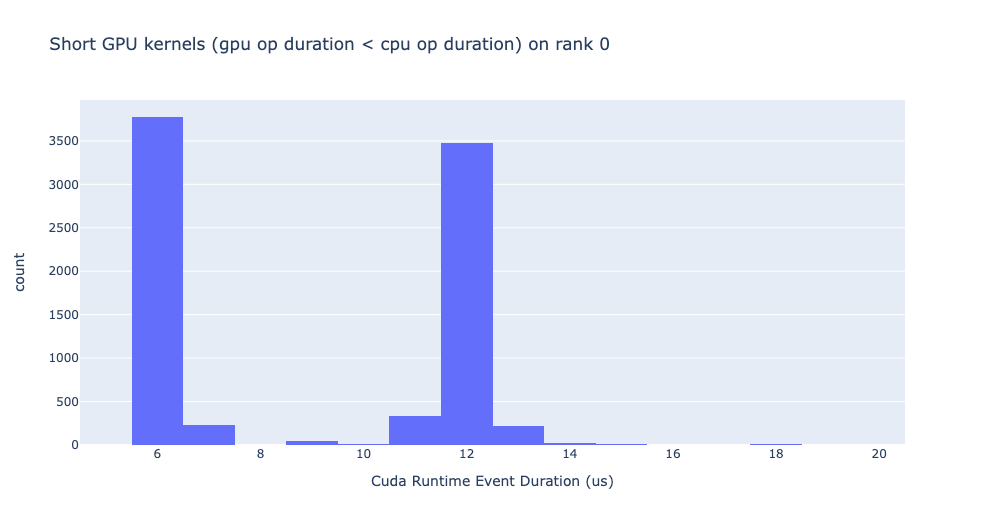 Short GPU kernels (gpu op duration < cpu op duration) on rank 0
3500
3000
2500
2000
1500
1000
500
0
count
6 8 10 12 14 16 18 20
Cuda Runtime Event Duration (us)